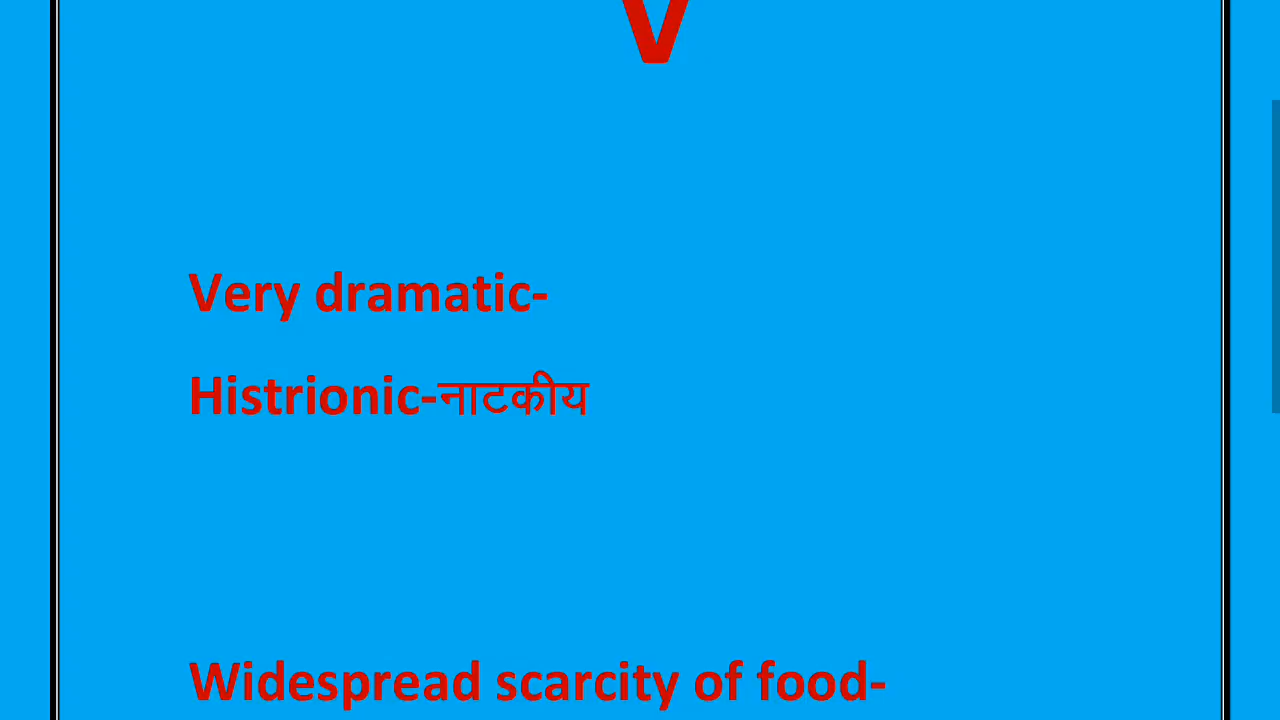 V
Very dramatic-
Histrionic-नाटकीय
Widespread scarcity of food-